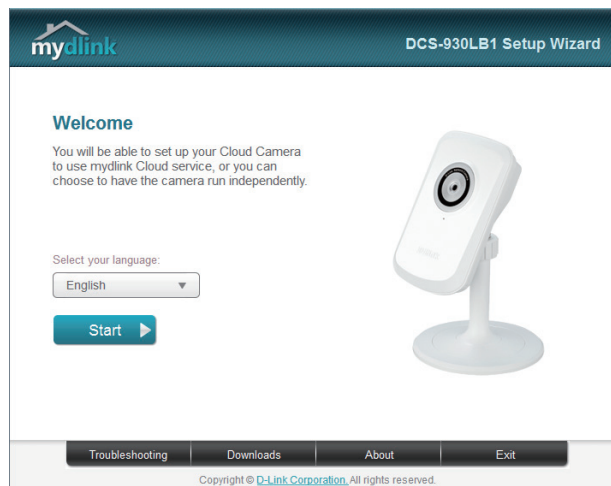 mydlink
DCS-930LB1 Setup Wizard
Welcome
You will be able to set up your Cloud Camera
to use mydlink Cloud service, or you can
choose to have the camera run independently.
Select your language:
English
Start
Troubleshooting
Downloads
About
Exit
Copyright © D-Link Corporation. All rights reserved.